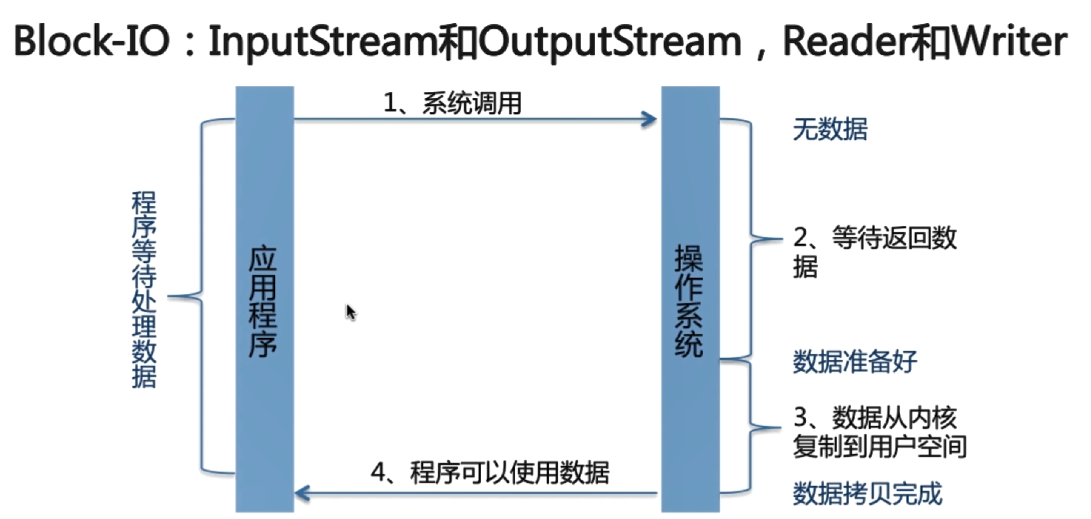 Block-IO：InputStream和OutputStream，Reader和Writer
1、系统调用
无数据
程序等待处理数据
应用程序
操作系统
2、等待返回数
据
数据准备好
3、数据从内核
复制到用户空间
4、程序可以使用数据
数据拷贝完成